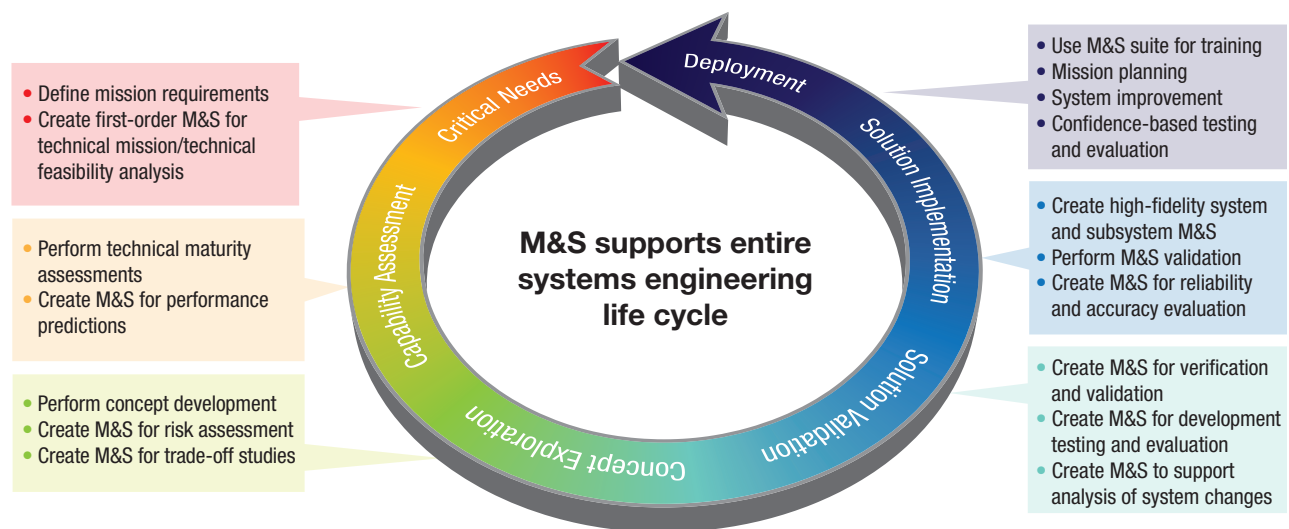 • Define mission requirements
• Create first-order M&S for
technical mission/technical
feasibility analysis
• Perform technical maturity
assessments
• Create M&S for performance
predictions
• Perform concept development
• Create M&S for risk assessment
• Create M&S for trade-off studies
Critical Needs
Capability Assessment
Concept Exploration
Solution Validation
Solution Implementation
Deployment
M&S supports entire
systems engineering
life cycle
• Use M&S suite for training
• Mission planning
• System improvement
• Confidence-based testing
and evaluation
• Create high-fidelity system
and subsystem M&S
• Perform M&S validation
• Create M&S for reliability
and accuracy evaluation
• Create M&S for verification
and validation
• Create M&S for development
testing and evaluation
• Create M&S to support
analysis of system changes